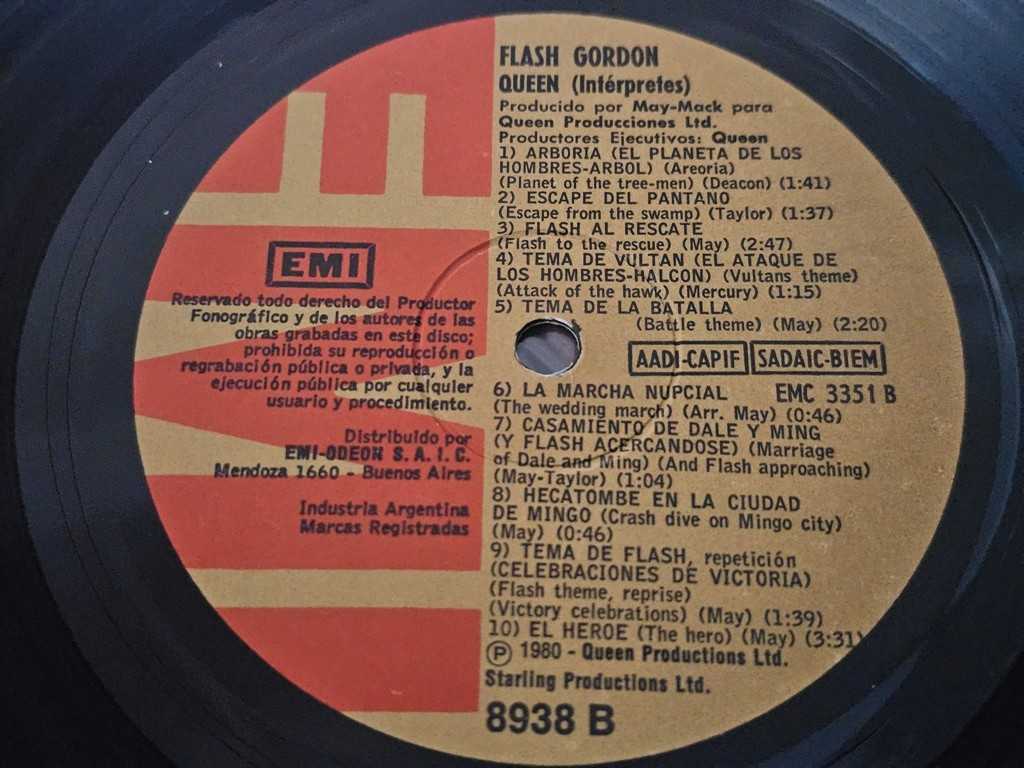 FLASH GORDON
QUEEN (Intérpretes)
Producido por May-Mack para
Queen Producciones Ltd.
Productores Ejecutivos: Queen
1) ARBORIA (EL PLANETA DE LOS
HOMBRES-ARBOL) (Areoria)
(Planet of the tree-men) (Deacon) (1:41)
2) ESCAPE DEL PANTANO
(Escape from the swamp) (Taylor) (1:37)
3) FLASH AL RESCATE
(Flash to the rescue) (May) (2:47)
4) TEMA DE VULTAN (EL ATAQUE DE
LOS HOMBRES-HALCON) (Vultans theme)
(Attack of the hawk) (Mercury) (1:15)
5) TEMA DE LA BATALLA
(Battle theme) (May) (2:20)
AADI-CAPIF SADAIC-BIEM
6) LA MARCHA NUPCIAL EMC 3351 B
(The wedding march) (Arr. May) (0:46)
7) CASAMIENTO DE DALE Y MING
(Y FLASH ACERCANDOSE) (Marriage
of Dale and Ming) (And Flash approaching)
(May-Taylor) (1:04)
8) HECATOMBE EN LA CIUDAD
DE MINGO (Crash dive on Mingo city)
(May) (0:46)
9) TEMA DE FLASH, repetición
(CELEBRACIONES DE VICTORIA)
(Flash theme, reprise)
(Victory celebrations) (May) (1:39)
10) EL HEROE (The hero) (May) (3:31)
Ⓟ 1980 - Queen Productions Ltd.
Starling Productions Ltd.
8938 B
EMI
Reservado todo derecho del Productor
Fonográfico y de los autores de las
obras grabadas en este disco;
prohibida su reproducción o
regrabación pública o privada, y la
ejecución pública por cualquier
usuario y procedimiento.
Distribuido por
EMI-ODEON S.A.I.C.
Mendoza 1660 - Buenos Aires
Industria Argentina
Marcas Registradas
EMI